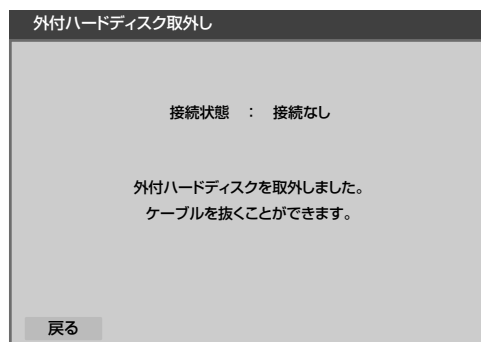 外付ハードディスク取外し
接続状態 : 接続なし
外付ハードディスクを取外しました。
ケーブルを抜くことができます。
戻る